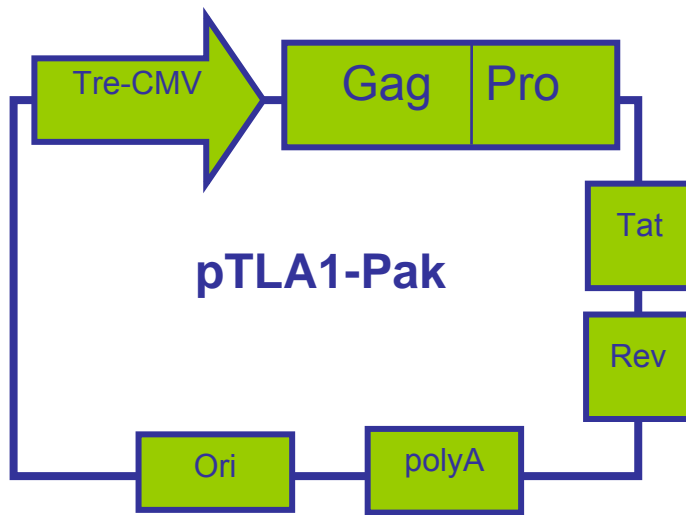 Tre-CMV
Gag Pro
Tat
pTLA1-Pak
Rev
Ori
polyA